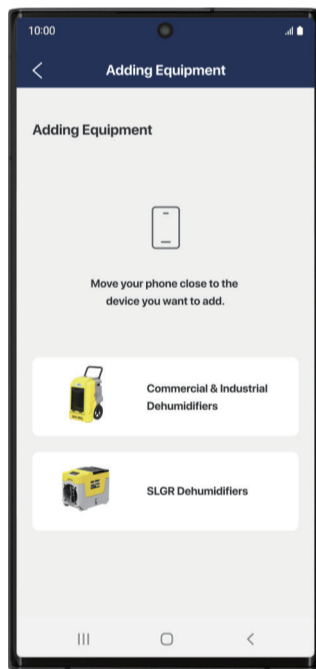 10:00
Adding Equipment
Adding Equipment
Move your phone close to the
device you want to add.
Commercial & Industrial
Dehumidifiers
SLGR Dehumidifiers